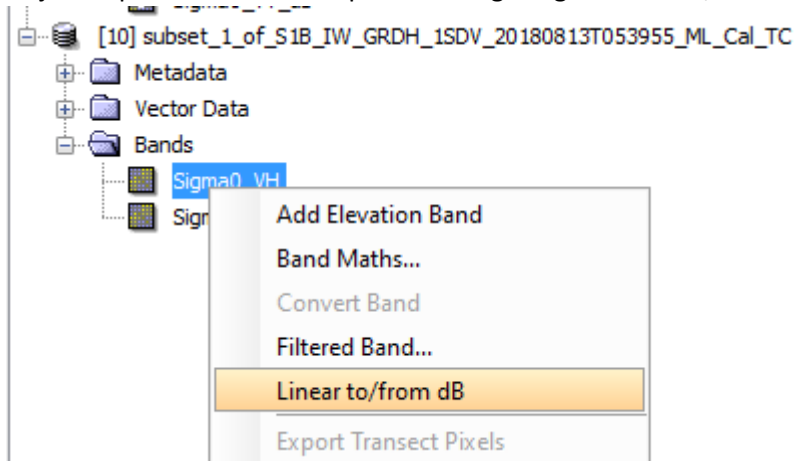 [10] subset_1_of_S1B_IW_GRDH_1SDV_20180813T053955_ML_Cal_TC
Metadata
Vector Data
Bands
Sigma0_VH
Sigr
Add Elevation Band
Band Maths...
Convert Band
Filtered Band...
Linear to/from dB
Export Transect Pixels